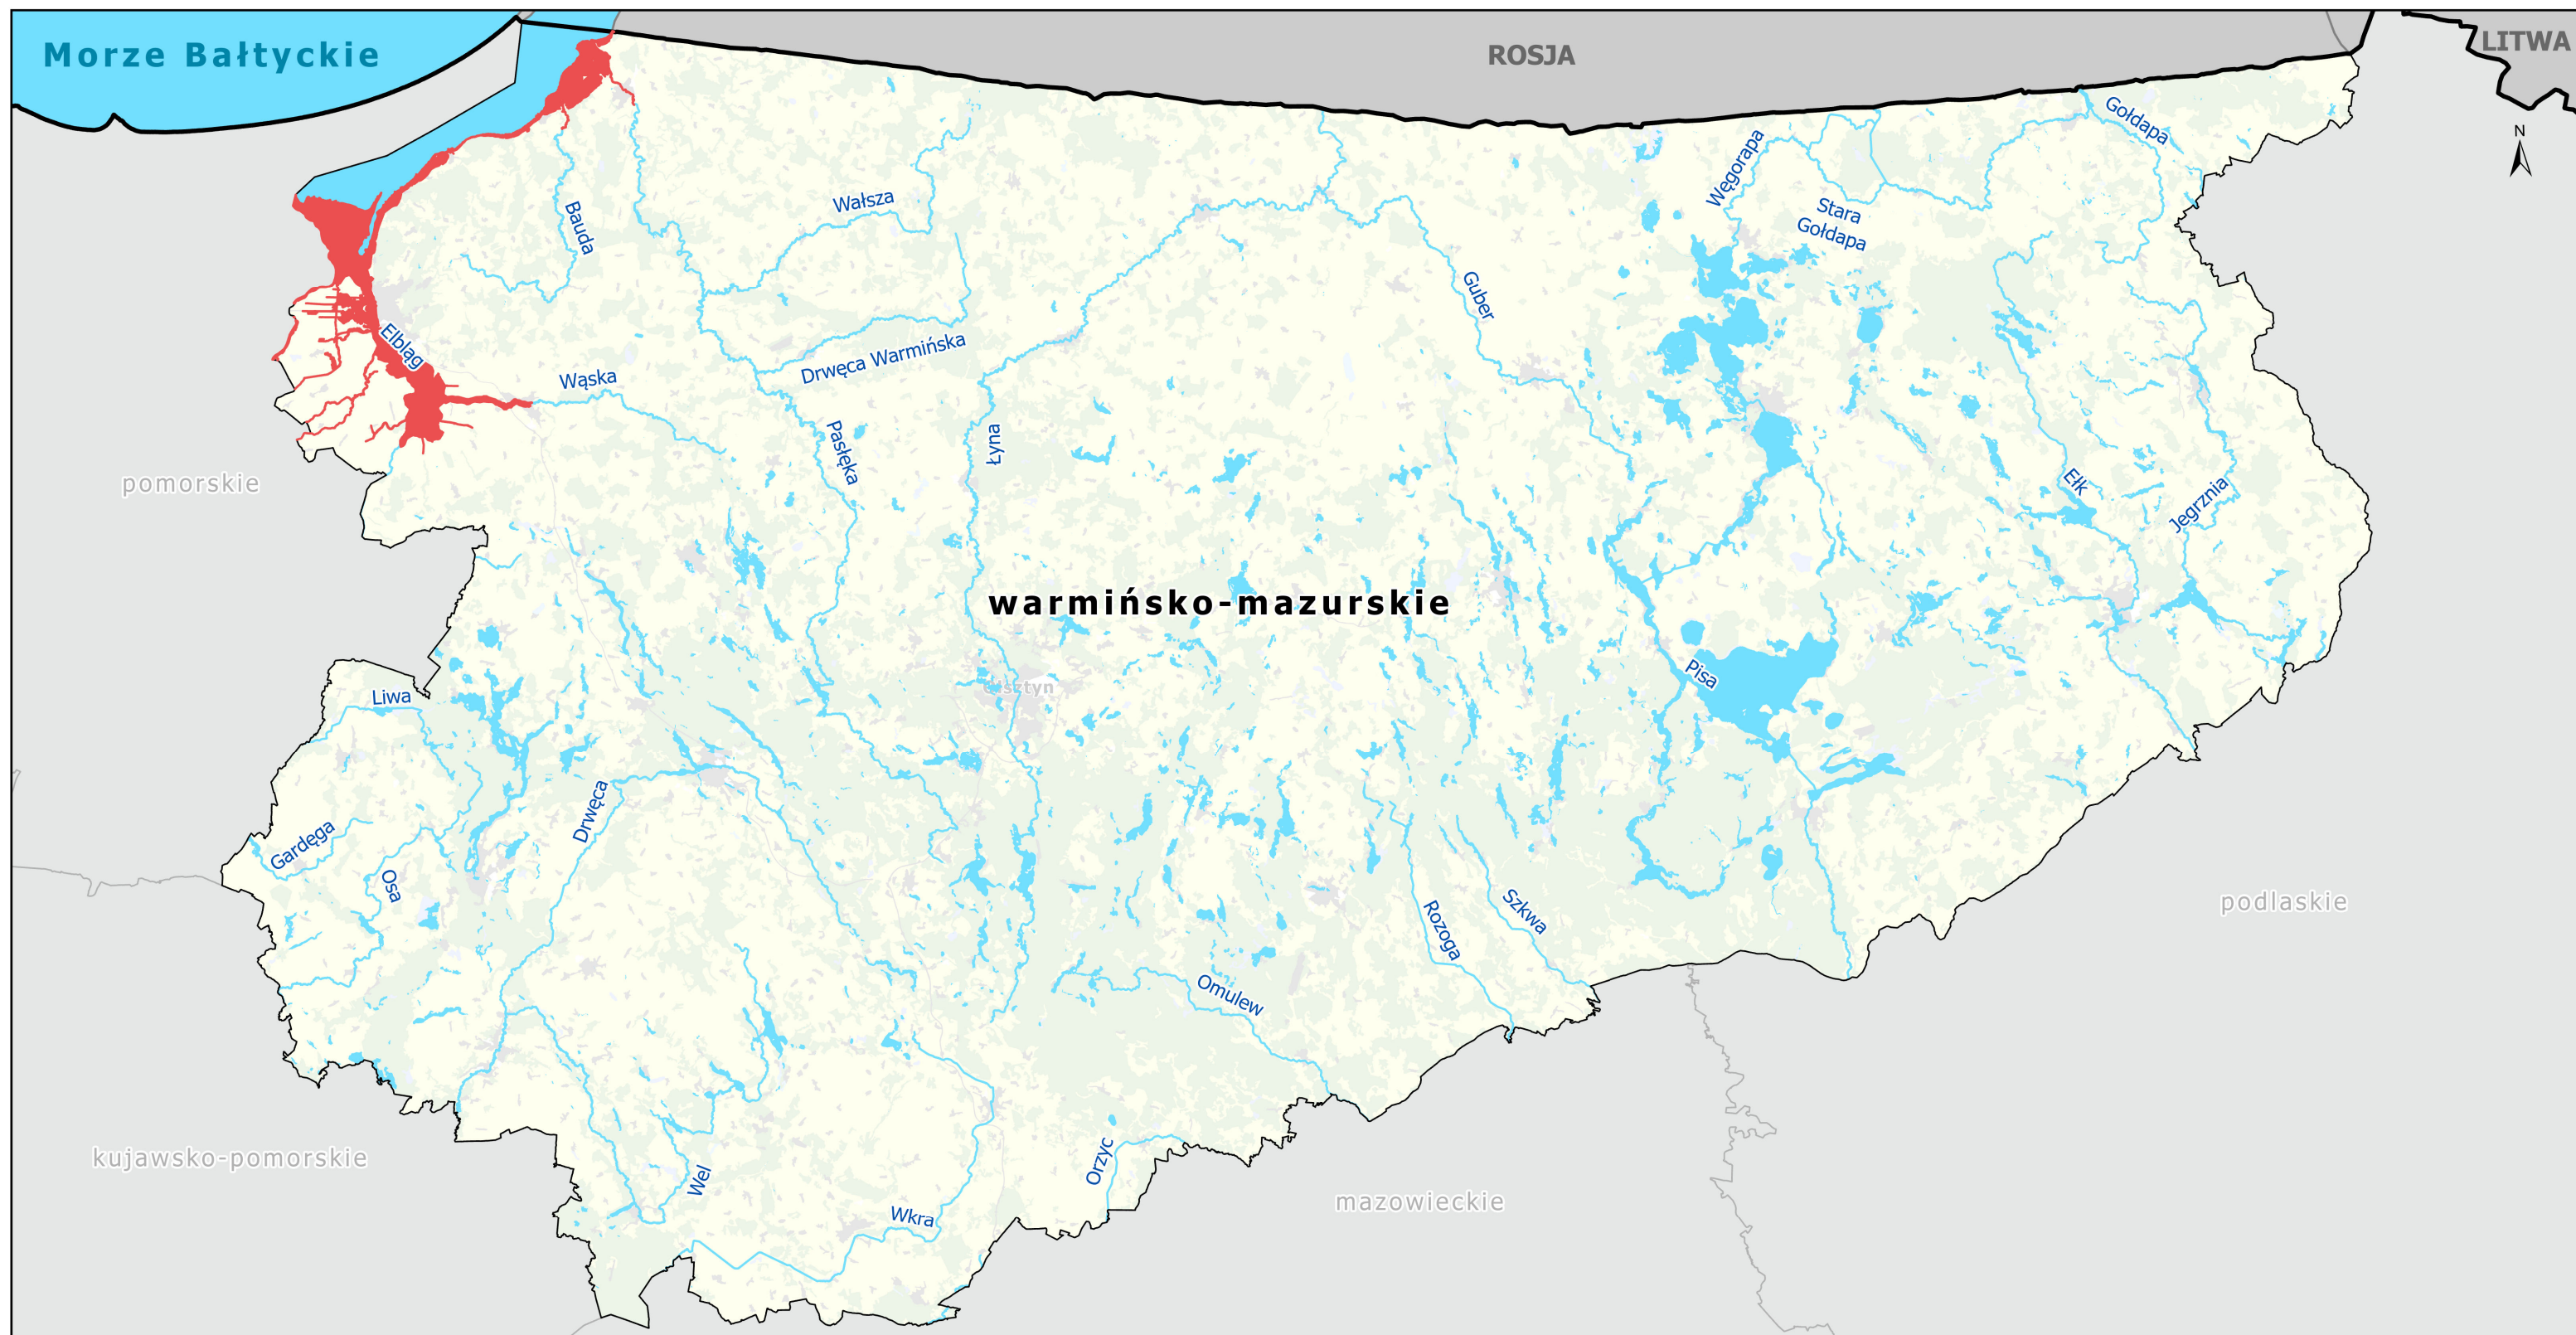 Morze Bałtyckie
ROSJA
LITWA
N
Gołdapa
Węgorapa
Stara
Gołdapa
Wałsza
Bauda
Guber
Elbląg
Drwęca Warmińska
Wąska
Pasłęka
Łyna
Ełk
Jegrznia
pomorskie
warmińsko-mazurskie
Pisa
Olsztyn
Liwa
Drwęca
Gardęga
Osa
Rozoga
Szkwa
podlaskie
Omulew
kujawsko-pomorskie
Wel
Orzyc
mazowieckie
Wkra